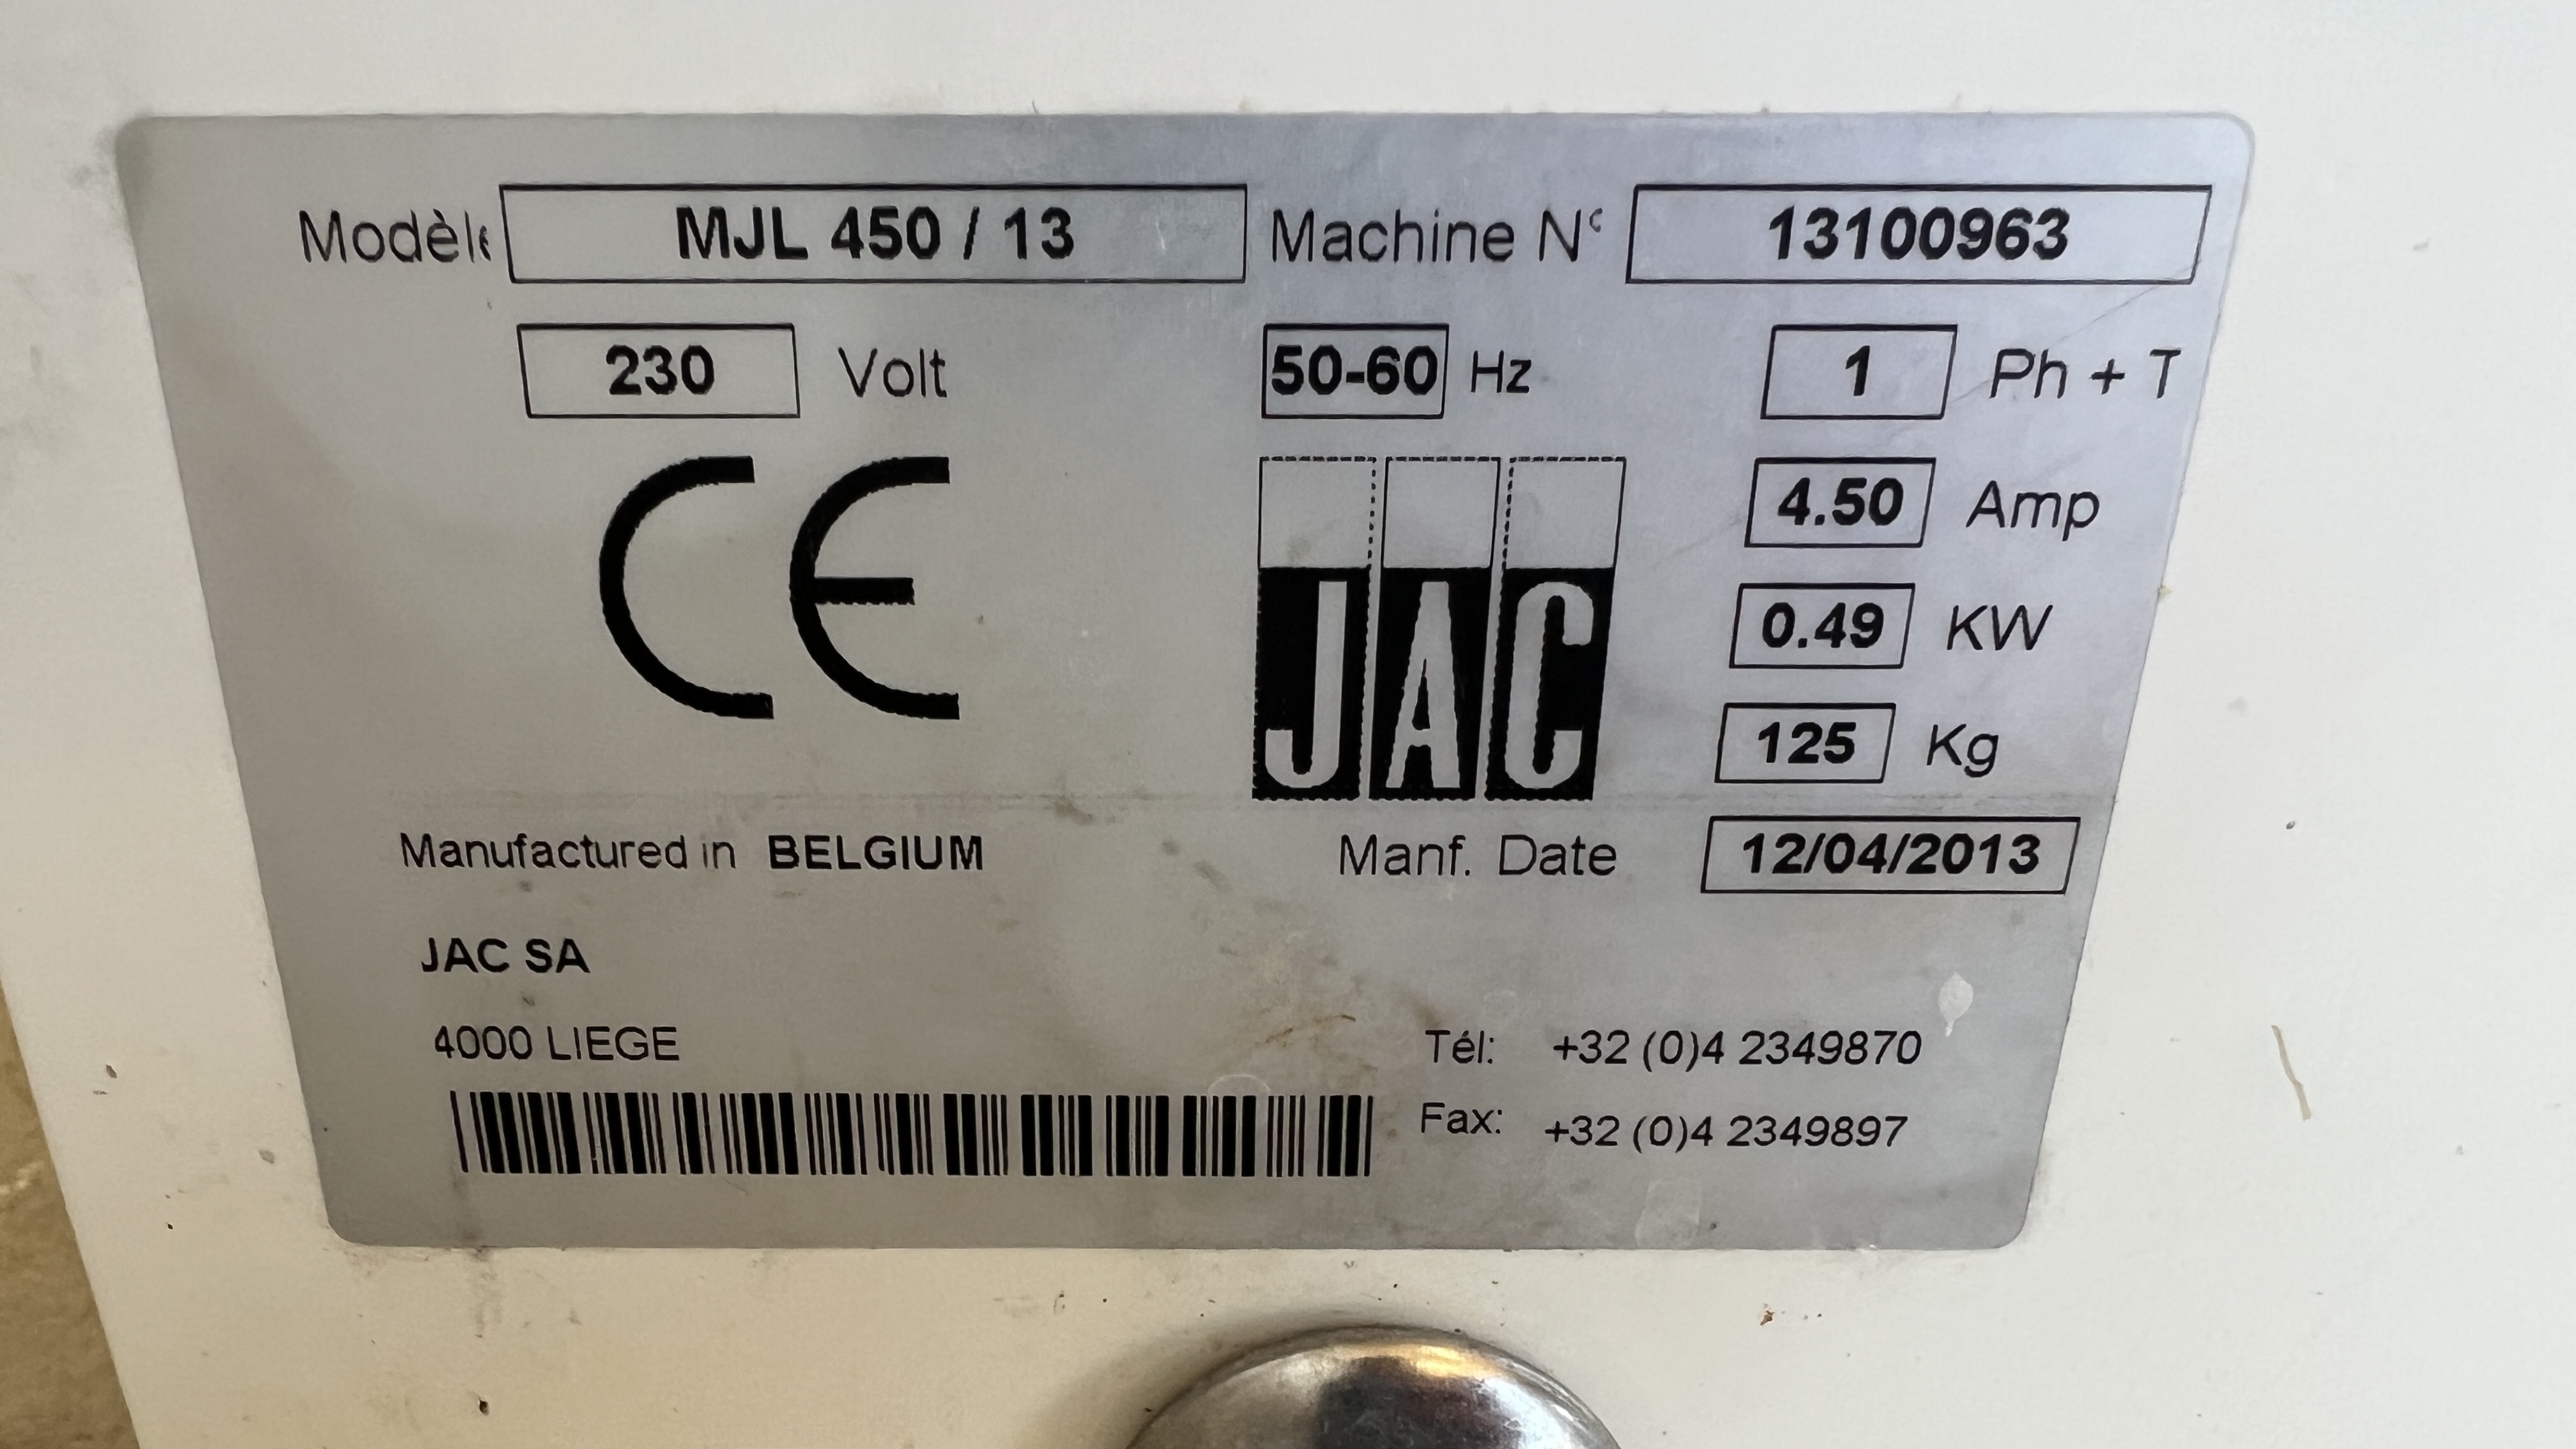 Modèle MJL 450 / 13 Machine N° 13100963
230 Volt 50-60 Hz 1 Ph + T
CE
JAC
4.50 Amp
0.49 KW
125 Kg
Manufactured in BELGIUM Manf. Date 12/04/2013
JAC SA
4000 LIEGE Tél: +32 (0)4 2349870
Fax: +32 (0)4 2349897